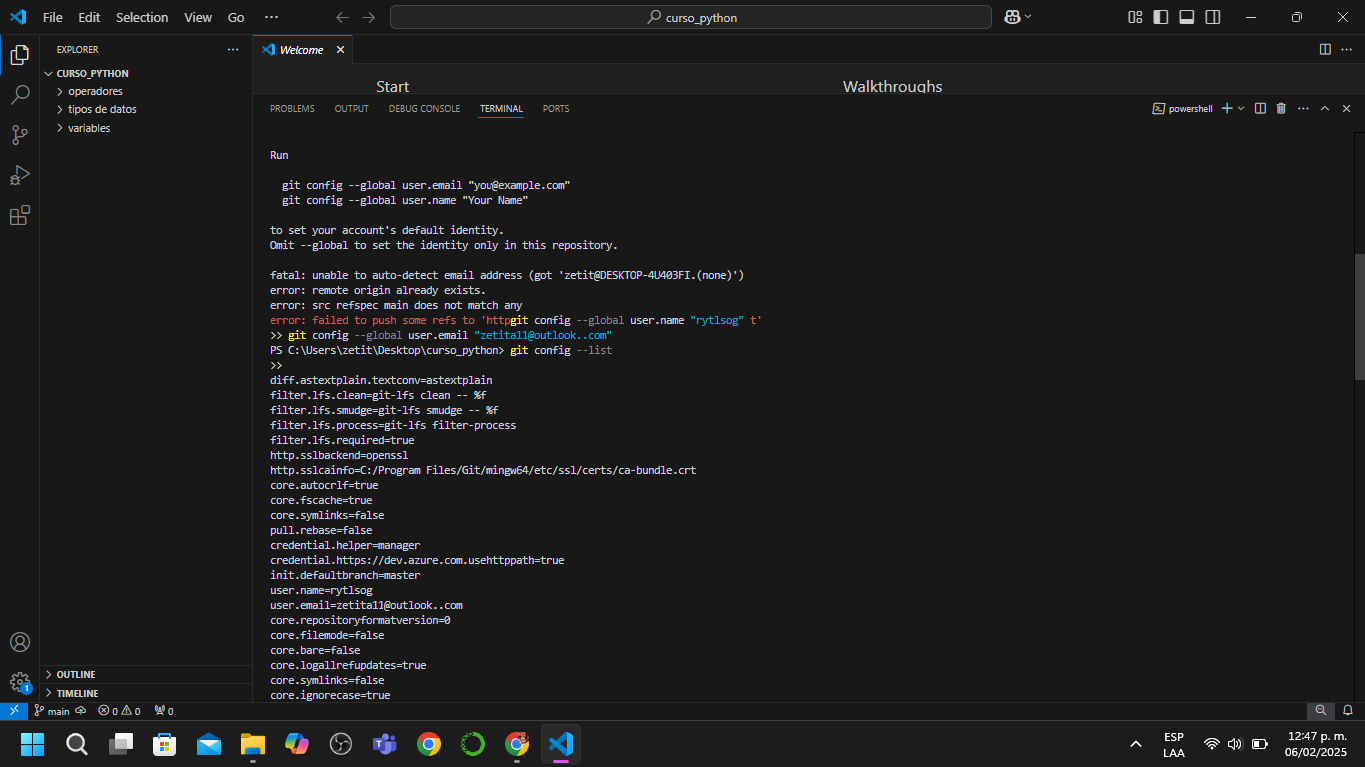 File Edit Selection View Go ··· curso_python
EXPLORER ···
CURSO_PYTHON
operadores
tipos de datos
variables
OUTLINE
TIMELINE
Welcome
Start Walkthroughs
PROBLEMS OUTPUT DEBUG CONSOLE TERMINAL PORTS powershell
Run
git config --global user.email "you@example.com"
git config --global user.name "Your Name"
to set your account's default identity.
Omit --global to set the identity only in this repository.
fatal: unable to auto-detect email address (got 'zetit@DESKTOP-4U403FI.(none)')
error: remote origin already exists.
error: src refspec main does not match any
error: failed to push some refs to 'httpgit config --global user.name "rytlsog" t'
>> git config --global user.email "zetita11@outlook..com"
PS C:\Users\zetit\Desktop\curso_python> git config --list
>>
diff.astextplain.textconv=astextplain
filter.lfs.clean=git-lfs clean -- %f
filter.lfs.smudge=git-lfs smudge -- %f
filter.lfs.process=git-lfs filter-process
filter.lfs.required=true
http.sslbackend=openssl
http.sslcainfo=C:/Program Files/Git/mingw64/etc/ssl/certs/ca-bundle.crt
core.autocrlf=true
core.fscache=true
core.symlinks=false
pull.rebase=false
credential.helper=manager
credential.https://dev.azure.com.usehttppath=true
init.defaultbranch=master
user.name=rytlsog
user.email=zetita11@outlook..com
core.repositoryformatversion=0
core.filemode=false
core.bare=false
core.logallrefupdates=true
core.symlinks=false
core.ignorecase=true
1
main 0 0 0
ESP
LAA
12:47 p. m.
06/02/2025